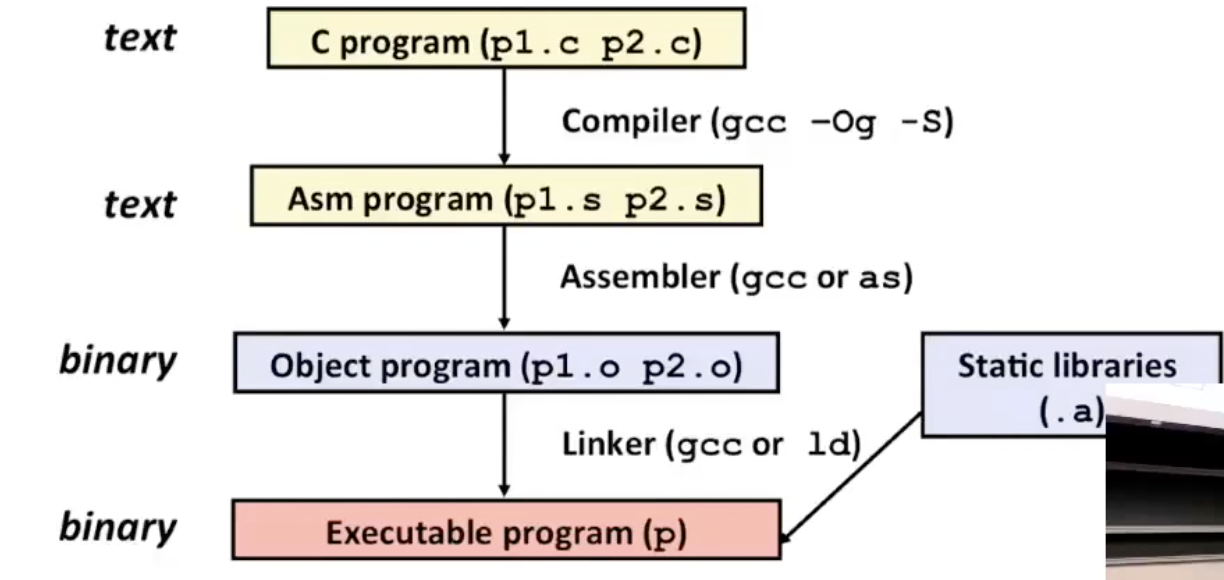 text
C program (p1.c p2.c)
Compiler (gcc –Og -S)
text
Asm program (p1.s p2.s)
Assembler (gcc or as)
binary
Object program (p1.o p2.o)
Static libraries
(.a)
Linker (gcc or ld)
binary
Executable program (p)